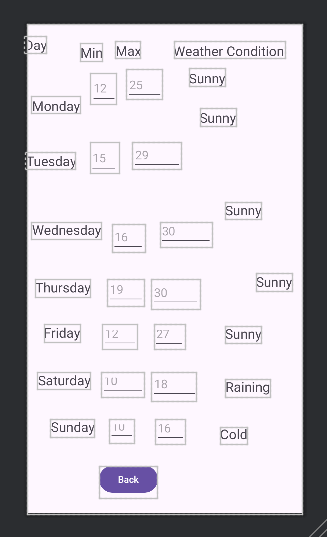 Day Min Max Weather Condition
Monday 12 25 Sunny
Tuesday 15 29 Sunny
Wednesday 16 30 Sunny
Thursday 19 30 Sunny
Friday 12 27 Sunny
Saturday 10 18 Raining
Sunday 10 16 Cold
Back